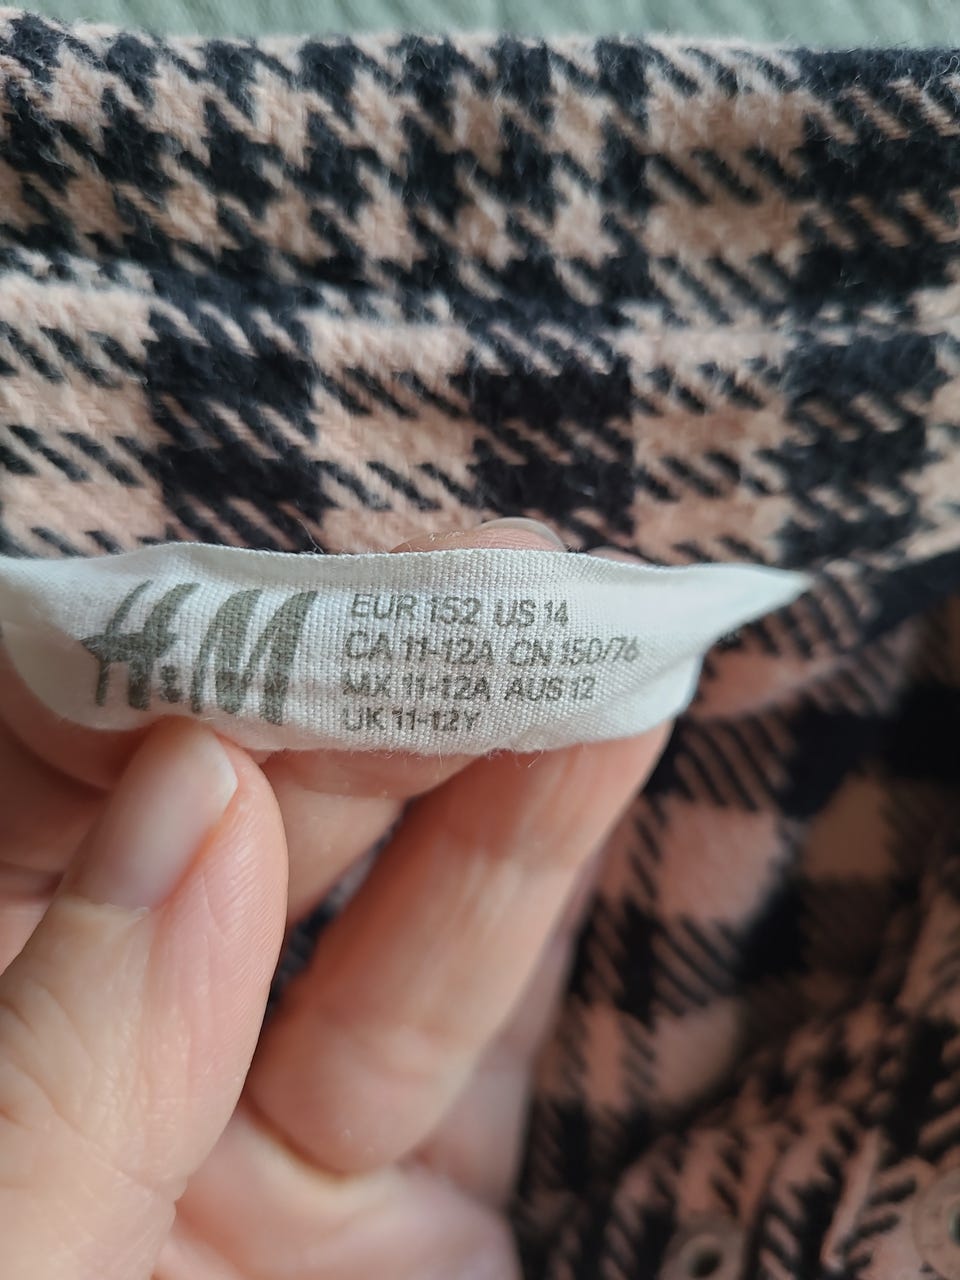 H&M
EUR 152 US 14
CA 11-12A CN 150/76
MX 11-12A AUS 12
UK 11-12Y